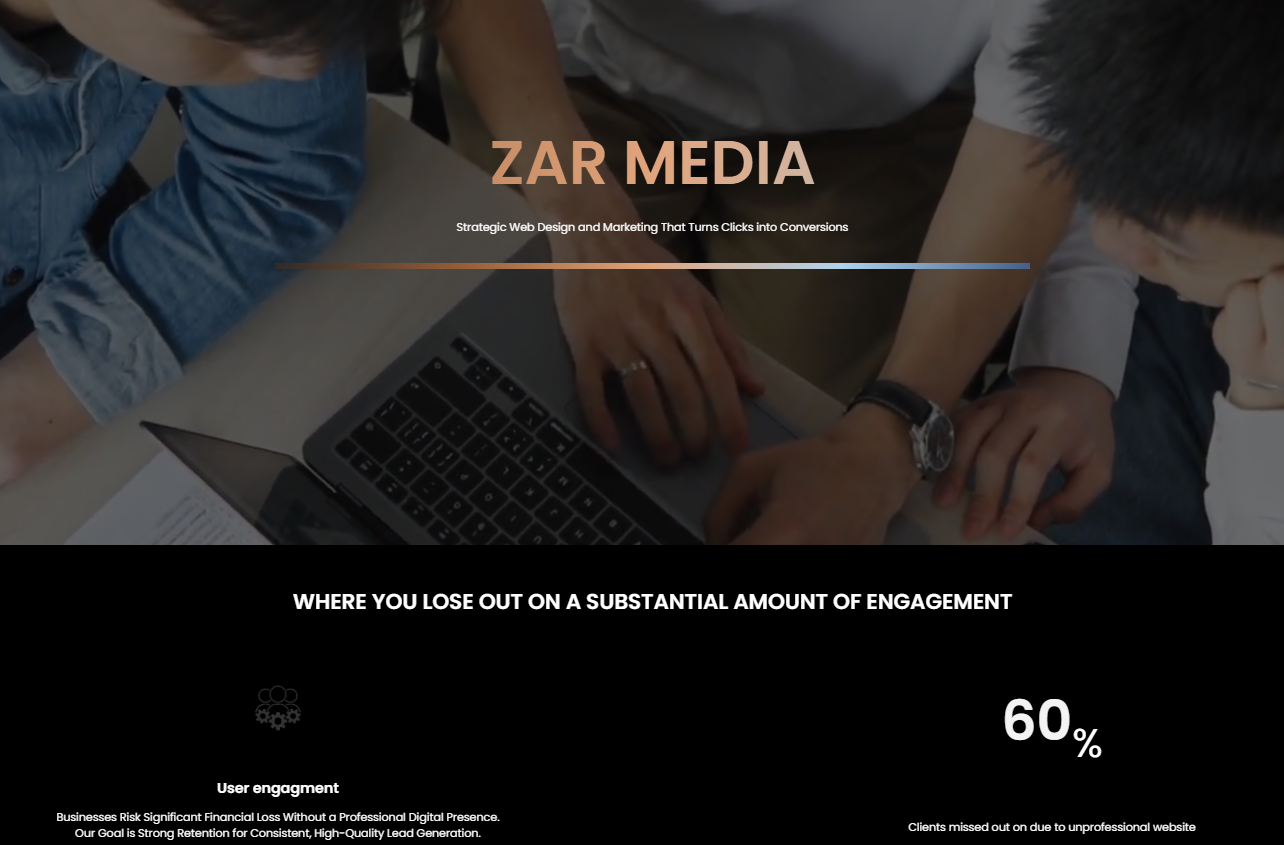 ZAR MEDIA
Strategic Web Design and Marketing That Turns Clicks into Conversions
WHERE YOU LOSE OUT ON A SUBSTANTIAL AMOUNT OF ENGAGEMENT
60%
User engagment
Businesses Risk Significant Financial Loss Without a Professional Digital Presence.
Our Goal is Strong Retention for Consistent, High-Quality Lead Generation.
Clients missed out on due to unprofessional website